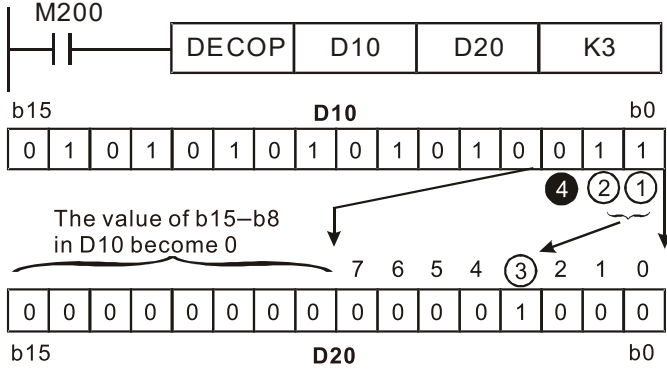 M200
DECOP D10 D20 K3
b15 D10 b0
0 1 0 1 0 1 0 1 0 1 0 1 0 0 1 1
4 2 1
The value of b15–b8
in D10 become 0
7 6 5 4 3 2 1 0
0 0 0 0 0 0 0 0 0 0 0 0 1 0 0 0
b15 D20 b0